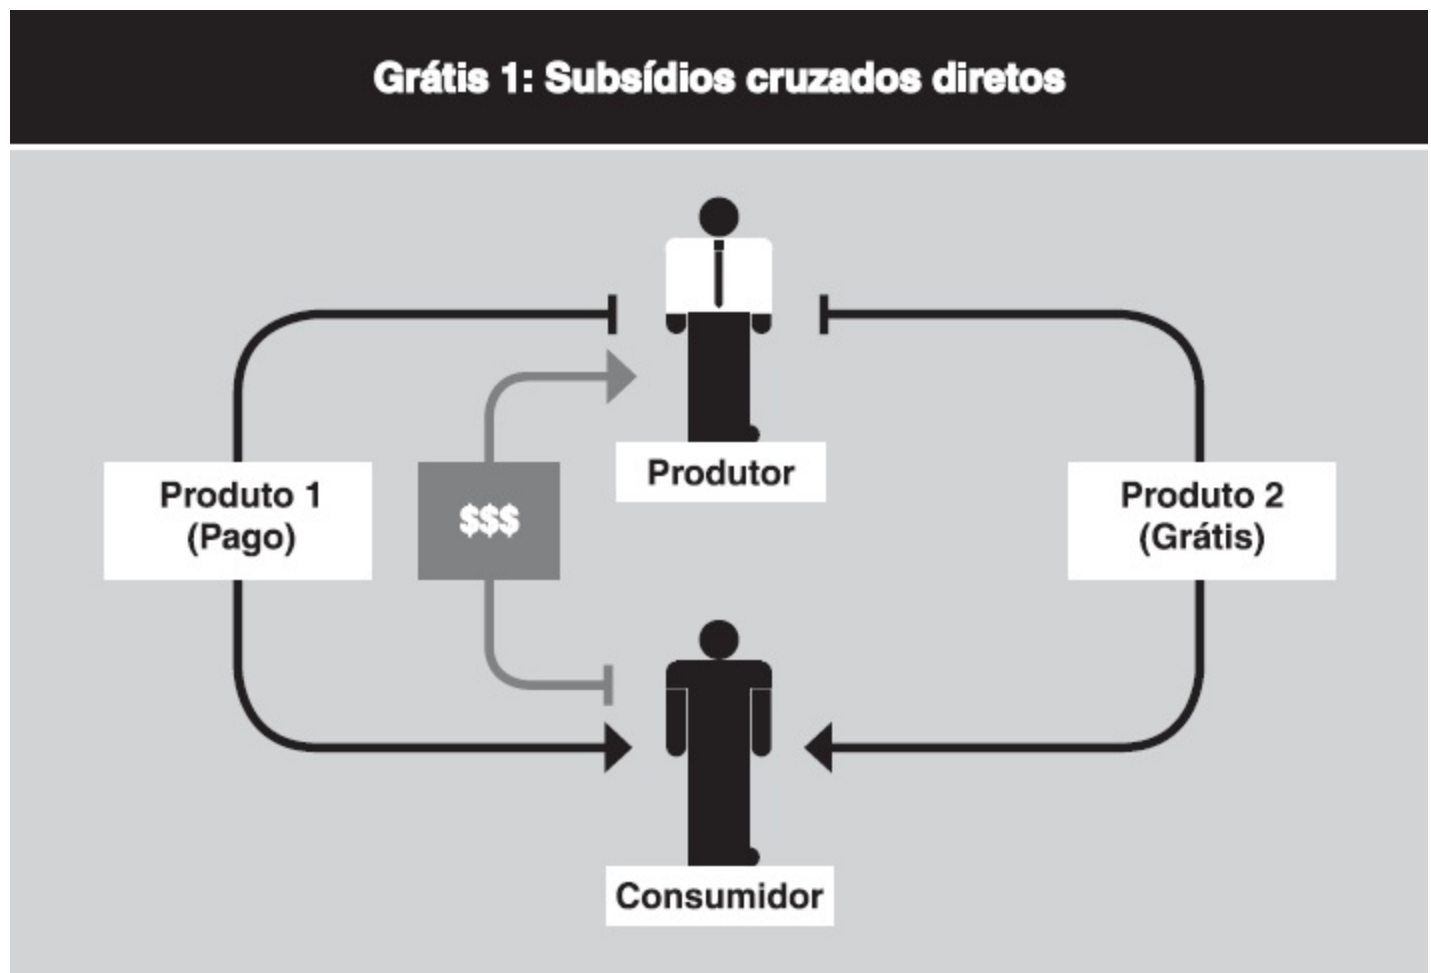 Grátis 1: Subsídios cruzados diretos
Produtor
Produto 1
(Pago)
$$$
Produto 2
(Grátis)
Consumidor